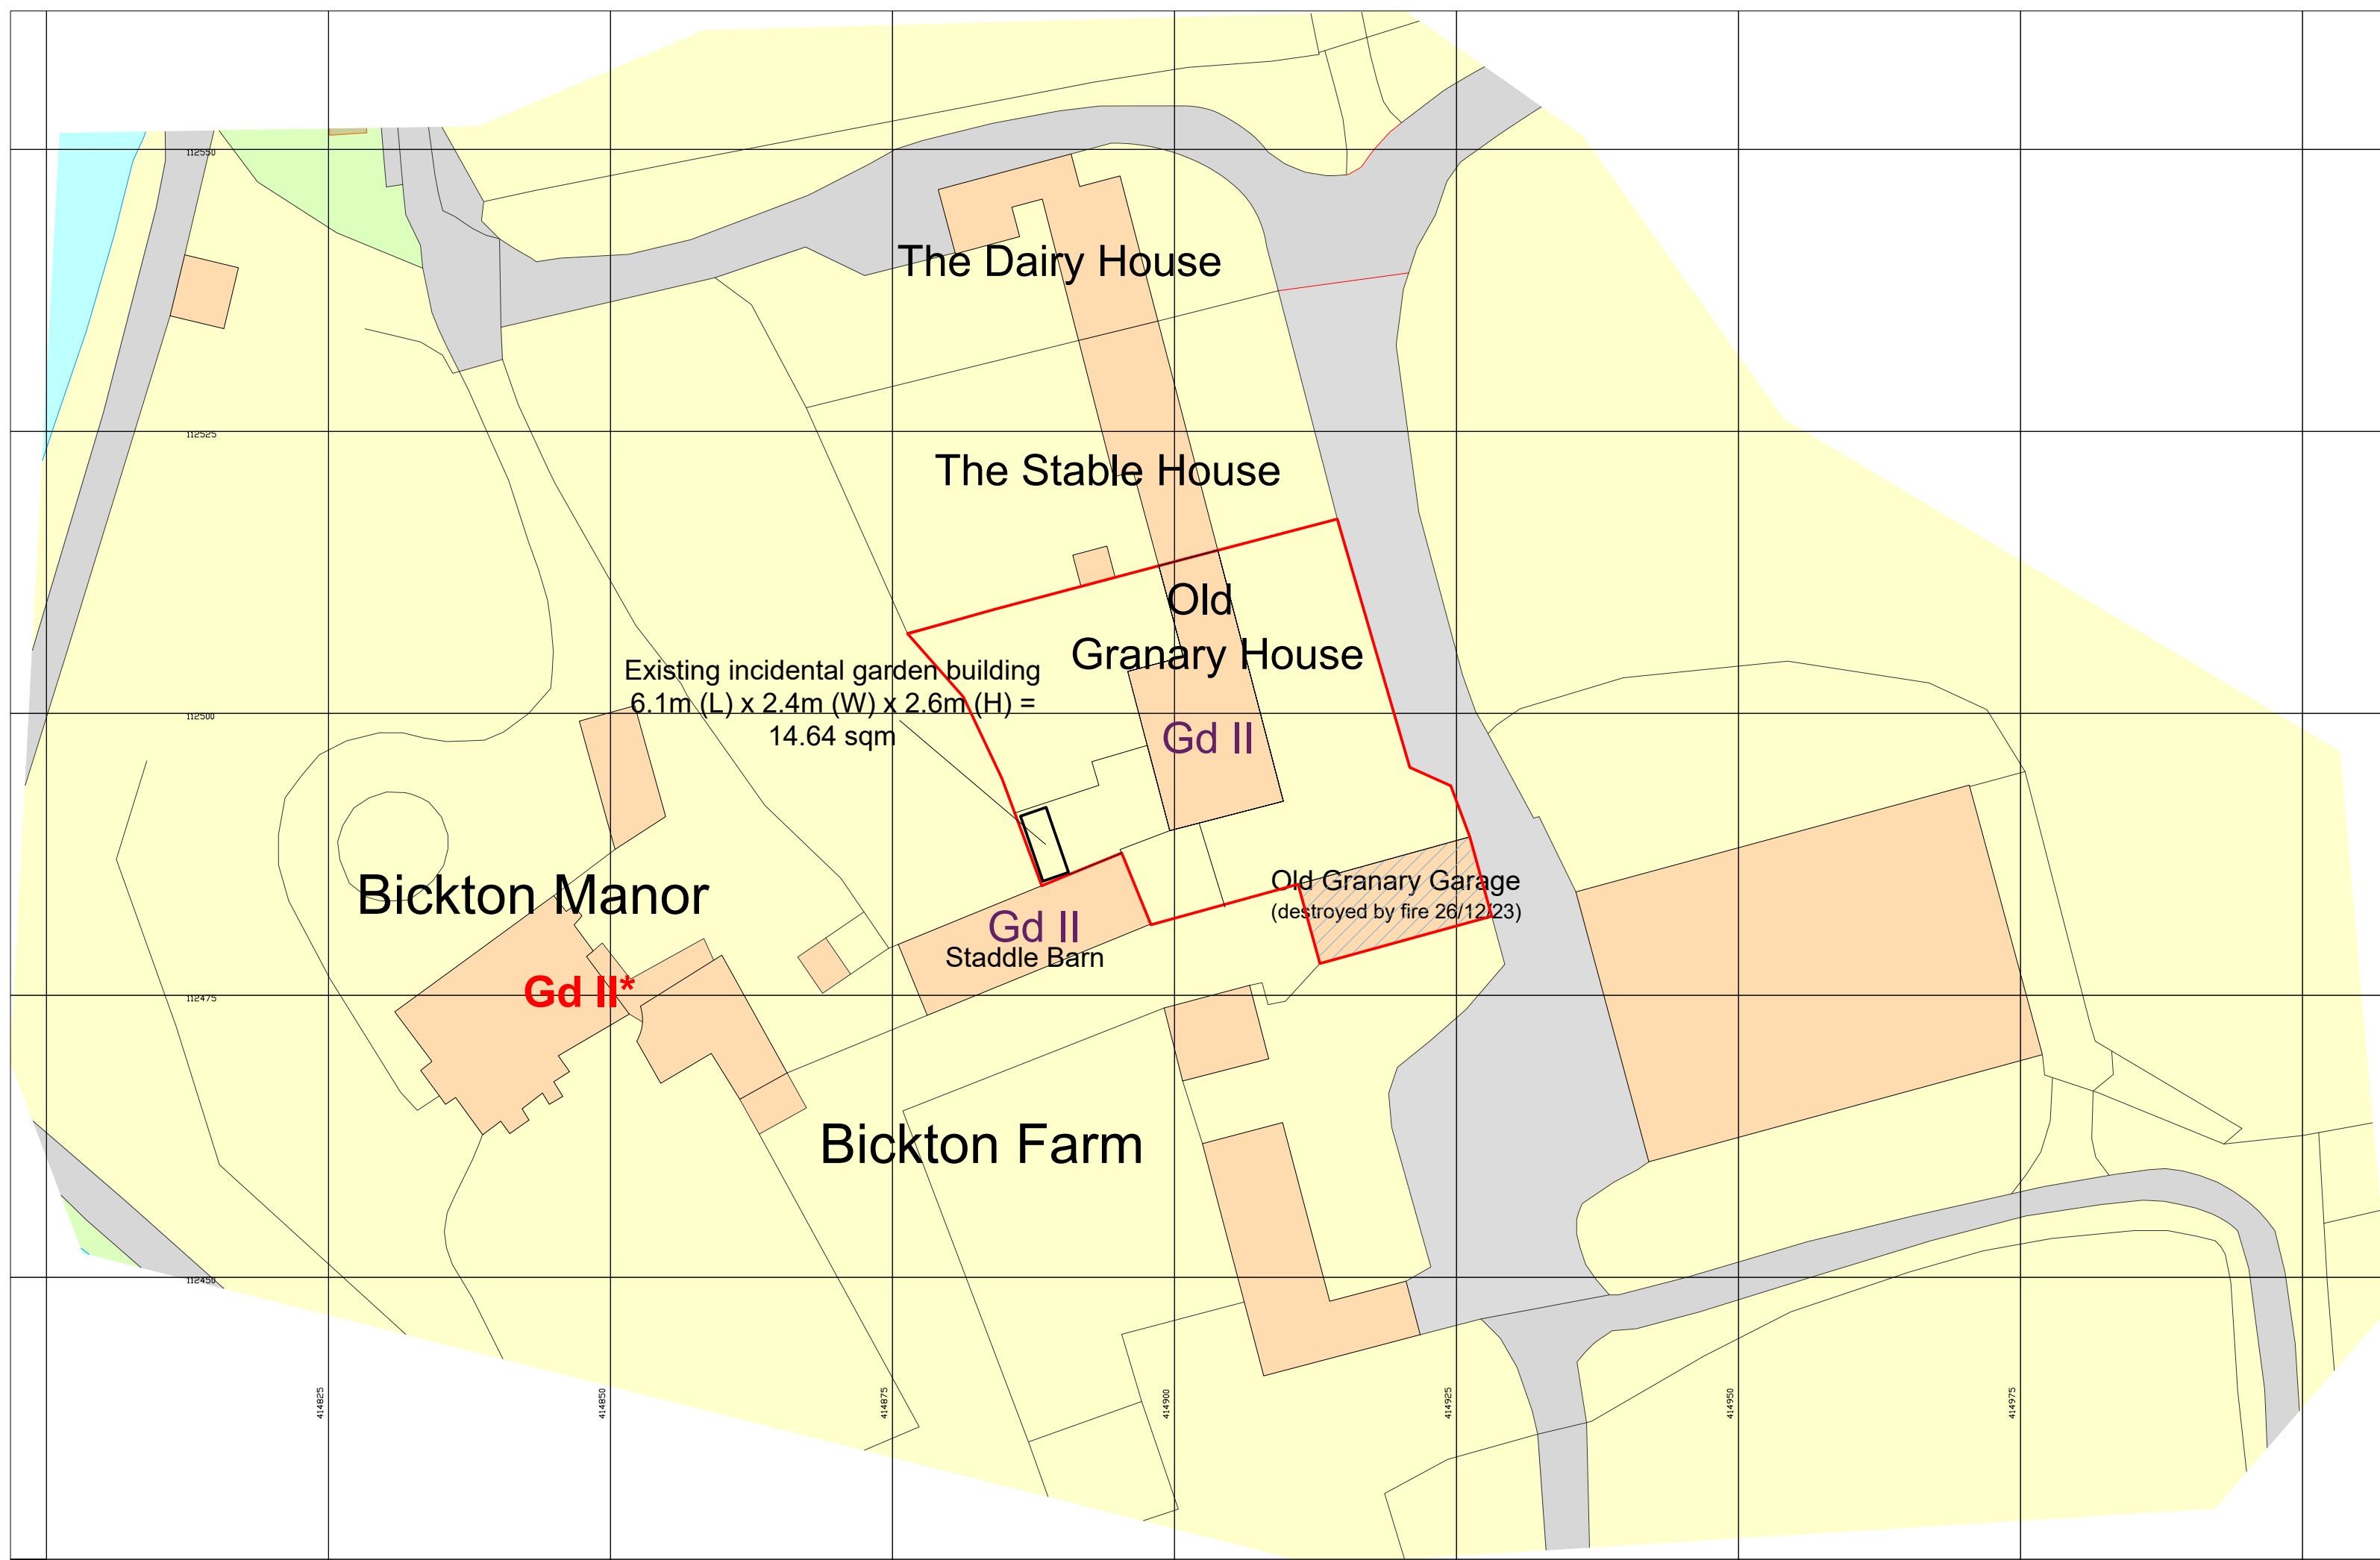 112550
The Dairy House
112525
The Stable House
Old
Granary House
Existing incidental garden building
6.1m (L) x 2.4m (W) x 2.6m (H) =
14.64 sqm
112500
Gd II
Bickton Manor
Old Granary Garage
(destroyed by fire 26/12/23)
Gd II
Staddle Barn
Gd II*
112475
Bickton Farm
112450
414825
414850
414875
414900
414925
414950
414975